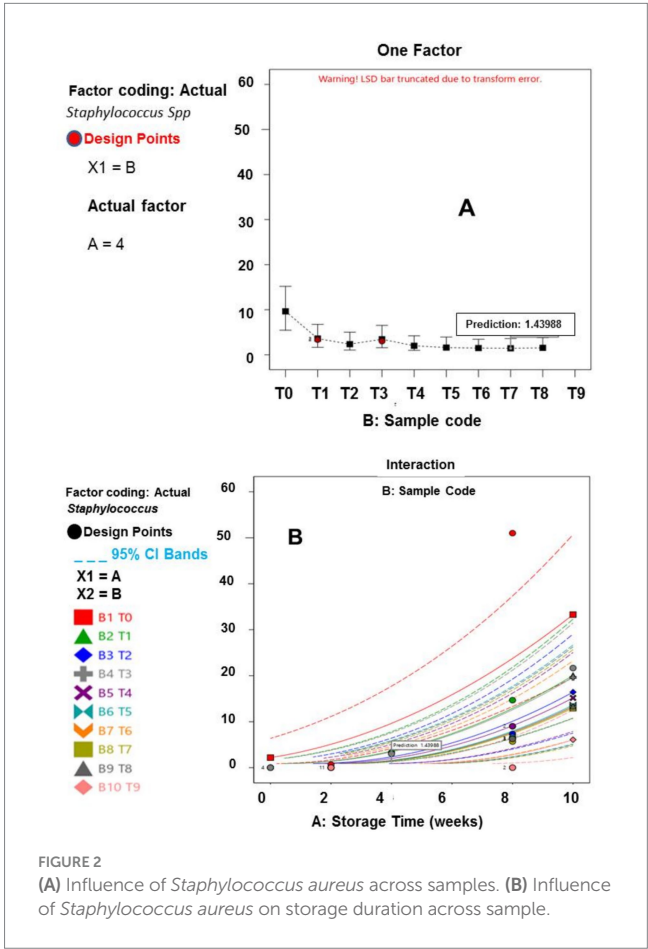 One Factor
Warning! LSD bar truncated due to transform error.
Factor coding: Actual
Staphylococcus Spp
Design Points
X1 = B
Actual factor
A = 4
60
50
40
30
20
10
0
A
Prediction: 1.43988
T0 T1 T2 T3 T4 T5 T6 T7 T8 T9
B: Sample code
Interaction
B: Sample Code
Factor coding: Actual
Staphylococcus
Design Points
95% CI Bands
X1 = A
X2 = B
B1 T0
B2 T1
B3 T2
B4 T3
B5 T4
B6 T5
B7 T6
B8 T7
B9 T8
B10 T9
60
50
40
30
20
10
0
B
Prediction 1.43988
4
11
2
0 2 4 6 8 10
A: Storage Time (weeks)
FIGURE 2
(A) Influence of Staphylococcus aureus across samples. (B) Influence
of Staphylococcus aureus on storage duration across sample.